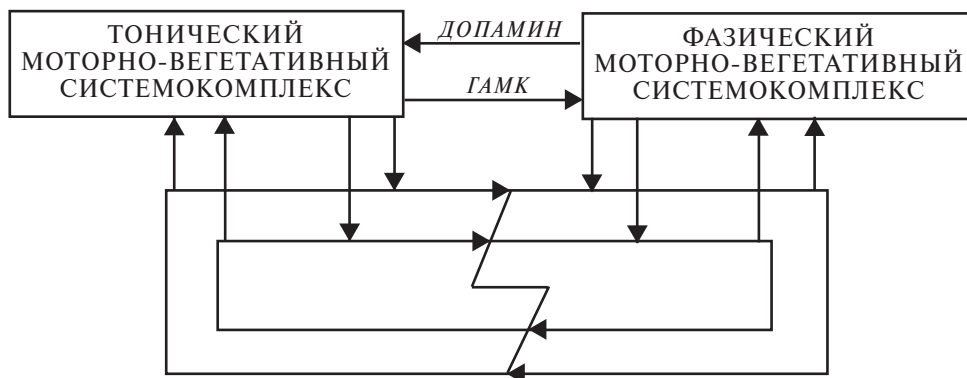 ТОНИЧЕСКИЙ
МОТОРНО-ВЕГЕТАТИВНЫЙ
СИСТЕМОКОМПЛЕКС
ДОПАМИН
ГАМК
ФАЗИЧЕСКИЙ
МОТОРНО-ВЕГЕТАТИВНЫЙ
СИСТЕМОКОМПЛЕКС